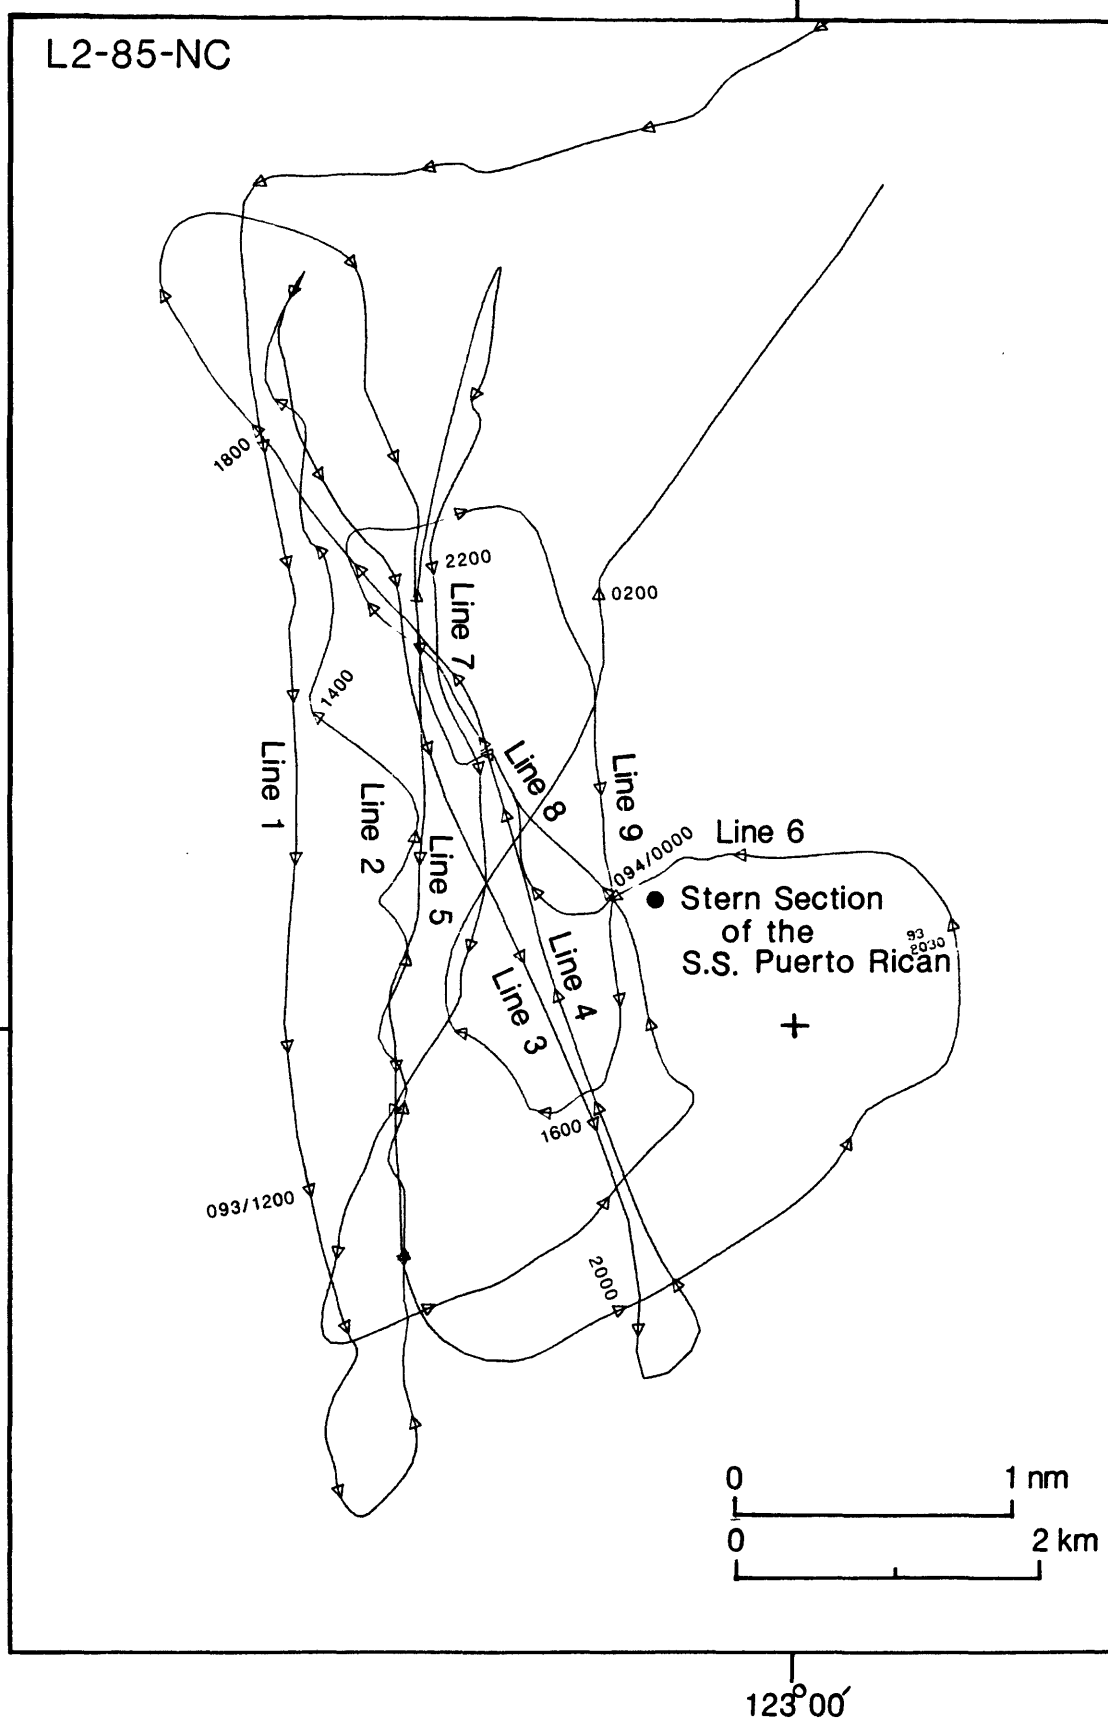 L2-85-NC
1800
2200
Line 7
0200
1400
Line 1
Line 2
Line 5
Line 8
Line 9
094/0000
Line 6
Stern Section
of the
S.S. Puerto Rican
93
2030
Line 3
Line 4
1600
093/1200
2000
0 1 nm
0 2 km
123°00′